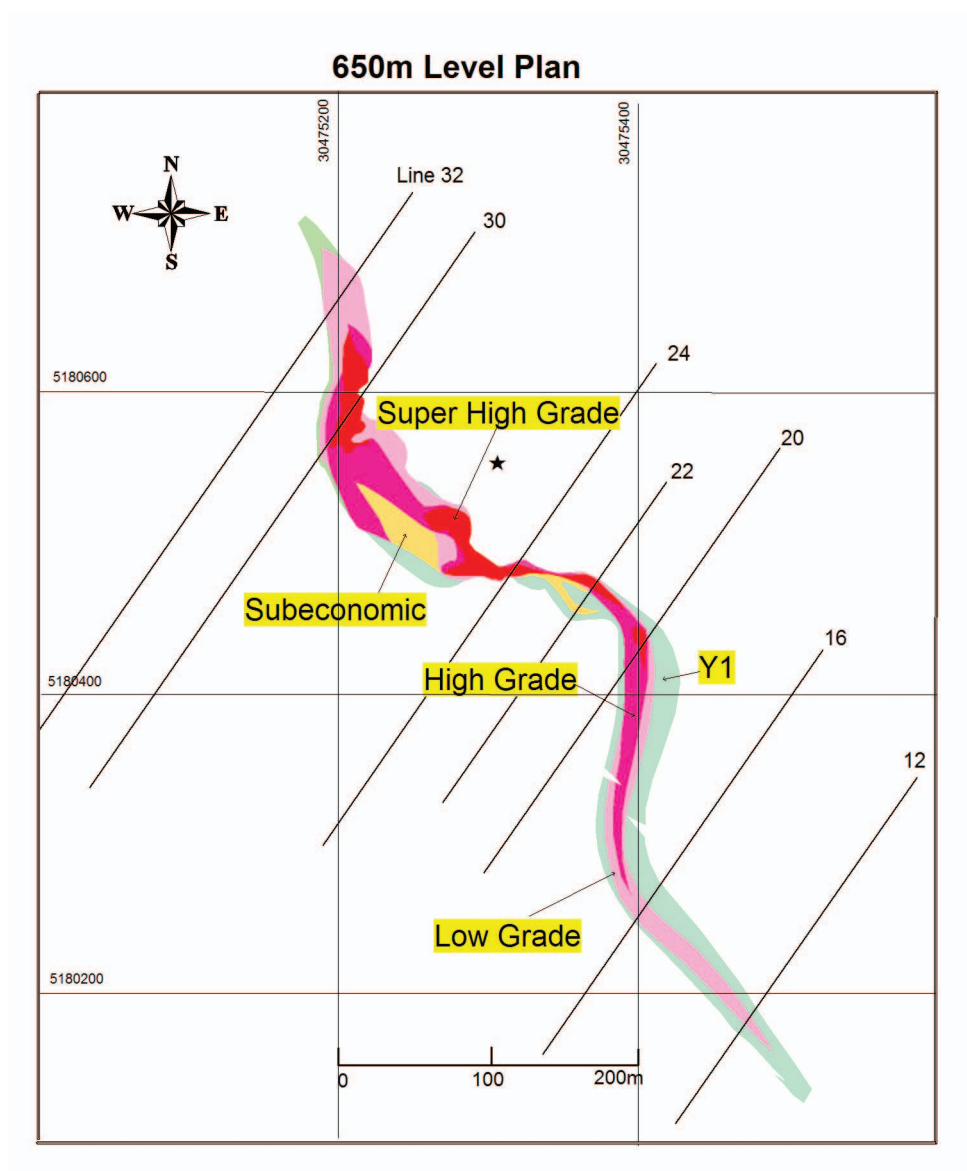 650m Level Plan
30475200
30475400
N
W E
S
Line 32
30
24
5180600
Super High Grade
20
22
Subeconomic
16
Y1
High Grade
5180400
12
Low Grade
5180200
0 100 200m